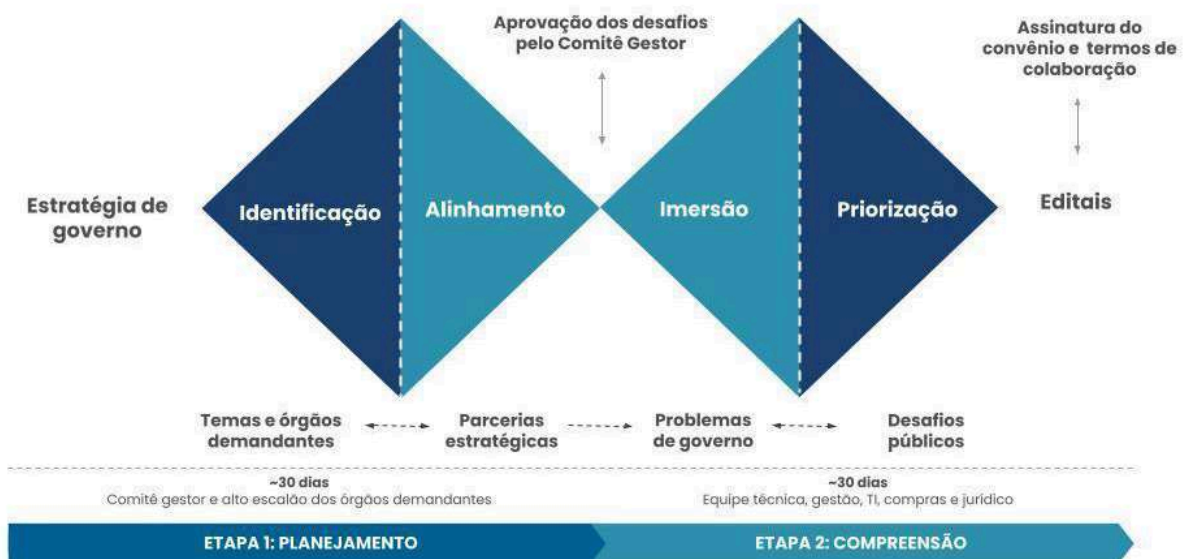 Aprovação dos desafios
pelo Comitê Gestor
Assinatura do
convênio e termos de
colaboração
Estratégia de
governo
Identificação
Alinhamento
Imersão
Priorização
Editais
Temas e órgãos
demandantes
Parcerias
estratégicas
Problemas
de governo
Desafios
públicos
~30 dias
Comitê gestor e alto escalão dos órgãos demandantes
~30 dias
Equipe técnica, gestão, TI, compras e jurídico
ETAPA 1: PLANEJAMENTO
ETAPA 2: COMPREENSÃO